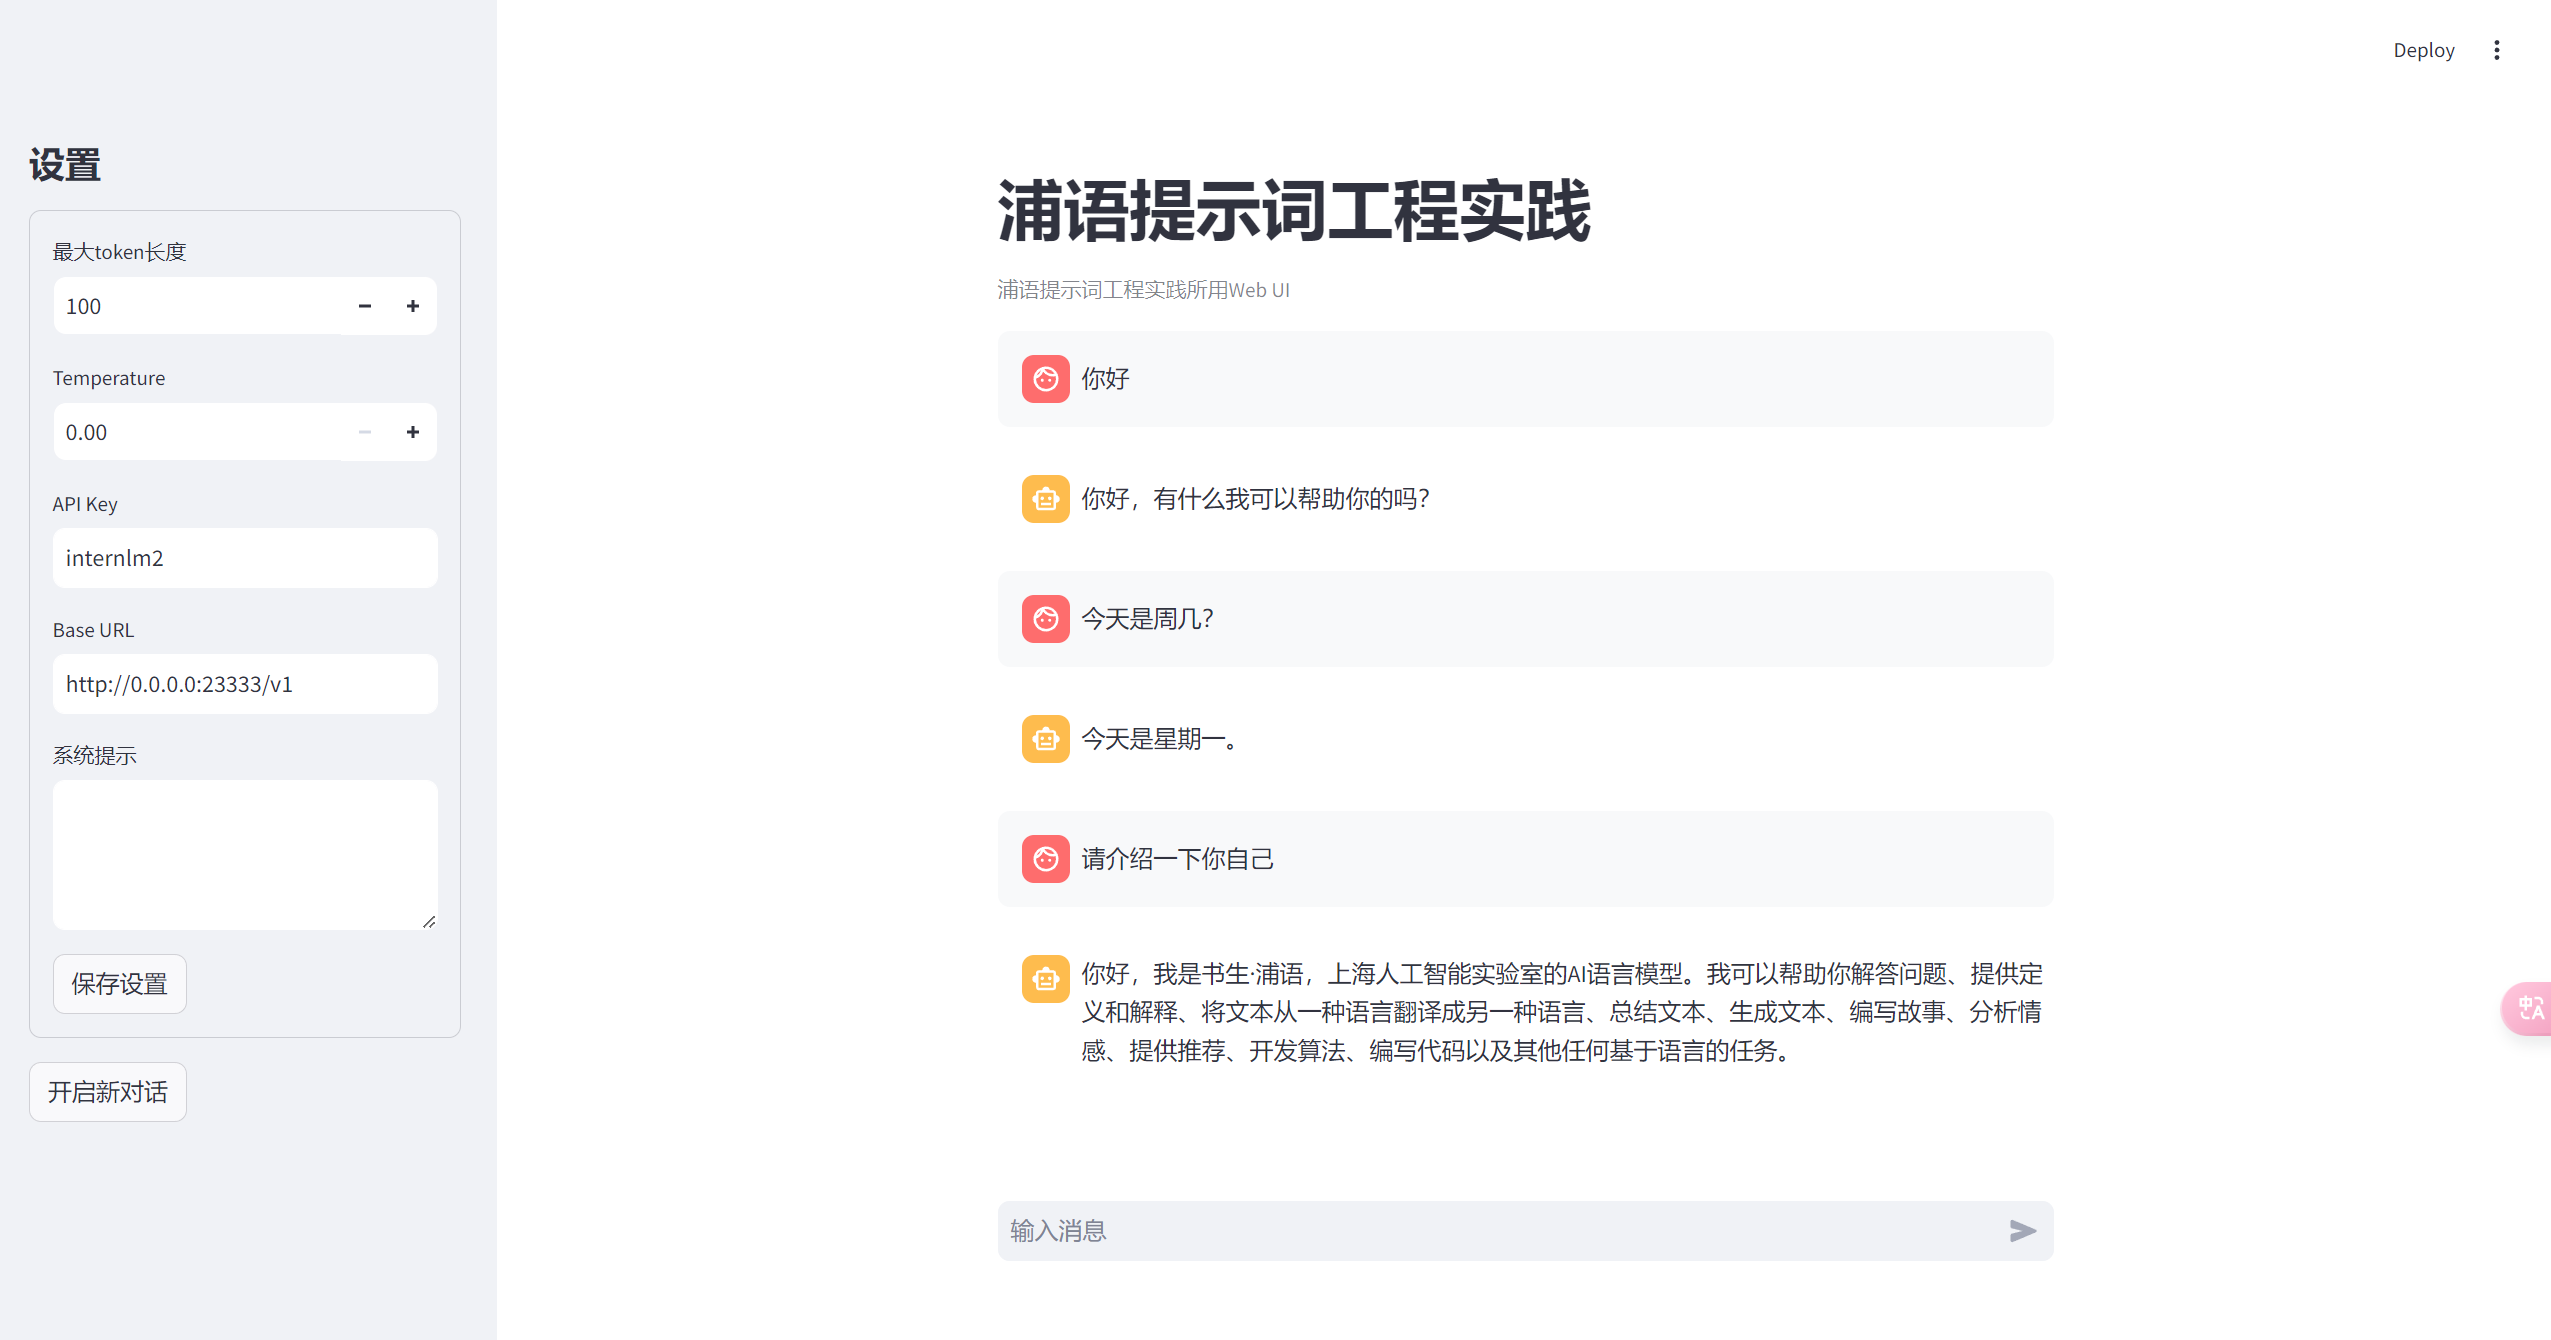 Deploy
设置
最大token长度
100
Temperature
0.00
API Key
internlm2
Base URL
http://0.0.0.0:23333/v1
系统提示
保存设置
开启新对话
浦语提示词工程实践
浦语提示词工程实践所用Web UI
你好
你好，有什么我可以帮助你的吗？
今天是周几？
今天是星期一。
请介绍一下你自己
你好，我是书生·浦语，上海人工智能实验室的AI语言模型。我可以帮助你解答问题、提供定
义和解释、将文本从一种语言翻译成另一种语言、总结文本、生成文本、编写故事、分析情
感、提供推荐、开发算法、编写代码以及其他任何基于语言的任务。
输入消息
中A